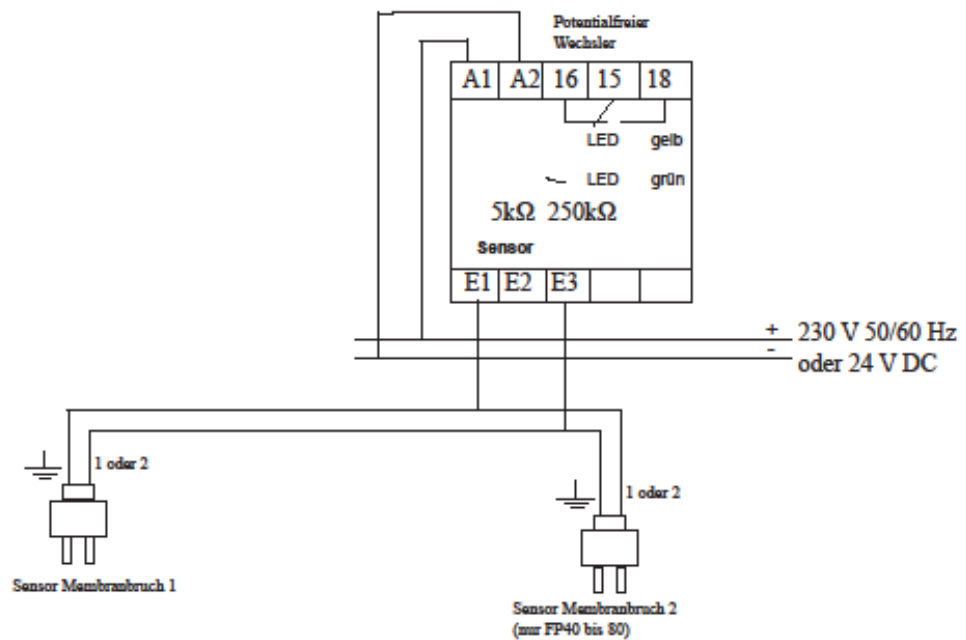 Potentialfreier
Wechsler
A1 A2 16 15 18
LED gelb
LED grün
5kΩ 250kΩ
Sensor
E1 E2 E3
+ 230 V 50/60 Hz
- oder 24 V DC
1 oder 2
1 oder 2
Sensor Membranbruch 1
Sensor Membranbruch 2
(nur FP40 bis 80)